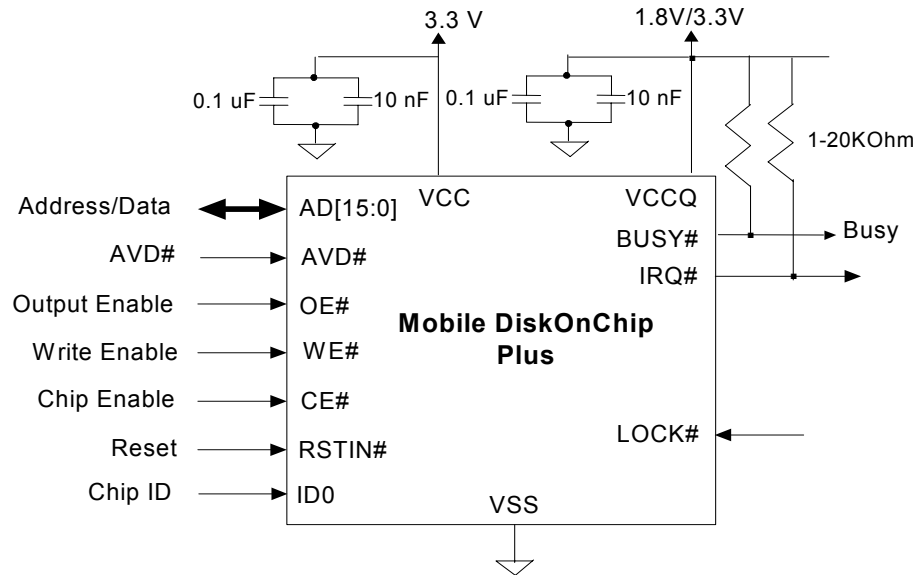 3.3 V
1.8V/3.3V
0.1 uF
10 nF
0.1 uF
10 nF
1-20KOhm
Address/Data
AD[15:0]
VCC
VCCQ
BUSY#
Busy
AVD#
AVD#
IRQ#
Output Enable
OE#
Mobile DiskOnChip
Plus
Write Enable
WE#
Chip Enable
CE#
LOCK#
Reset
RSTIN#
Chip ID
ID0
VSS